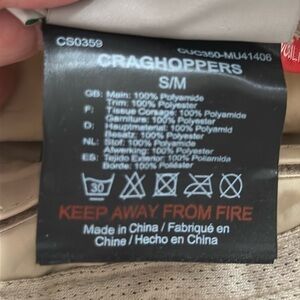 CS0359
CUC350-MU41406
CRAGHOPPERS
S/M
GB: Main: 100% Polyamide
Trim: 100% Polyester
F: Tissue Corsage: 100% Polyamide
Garniture: 100% Polyester
D: Hauptmaterial: 100% Polyamid
Besatz: 100% Polyester
NL: Stof: 100% Polyamide
Afwerking: 100% Polyester
ES: Tejido Exterior: 100% Poliamida
Borde: 100% Poliéster
30
KEEP AWAY FROM FIRE
Made in China / Fabriqué en
Chine / Hecho en China